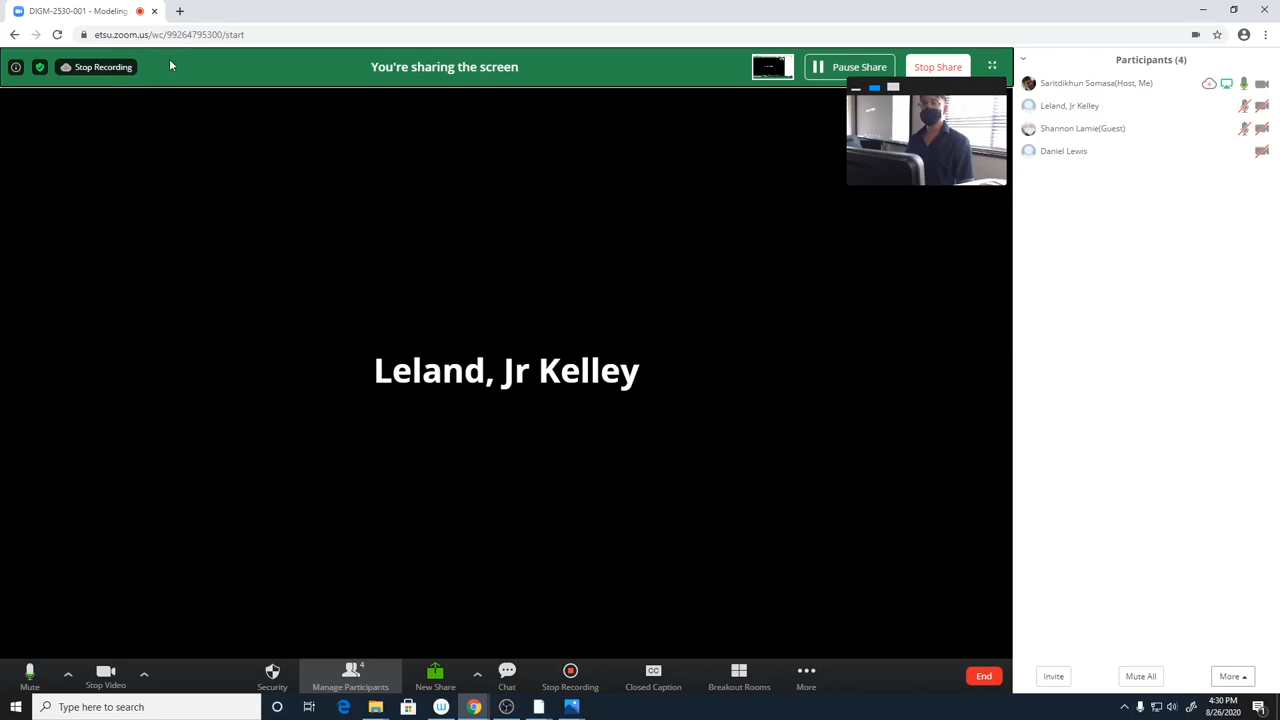 DIGM-2530-001 - Modeling
etsu.zoom.us/wc/99264795300/start
Stop Recording
You're sharing the screen
Pause Share
Stop Share
Participants (4)
Saritdikhun Somasa(Host, Me)
Leland, Jr Kelley
Shannon Lamie(Guest)
Daniel Lewis
Leland, Jr Kelley
Mute
Stop Video
Security
4
Manage Participants
New Share
Chat
CC
Stop Recording
Closed Caption
Breakout Rooms
More
End
Invite
Mute All
More
Type here to search
4:30 PM
8/26/2020